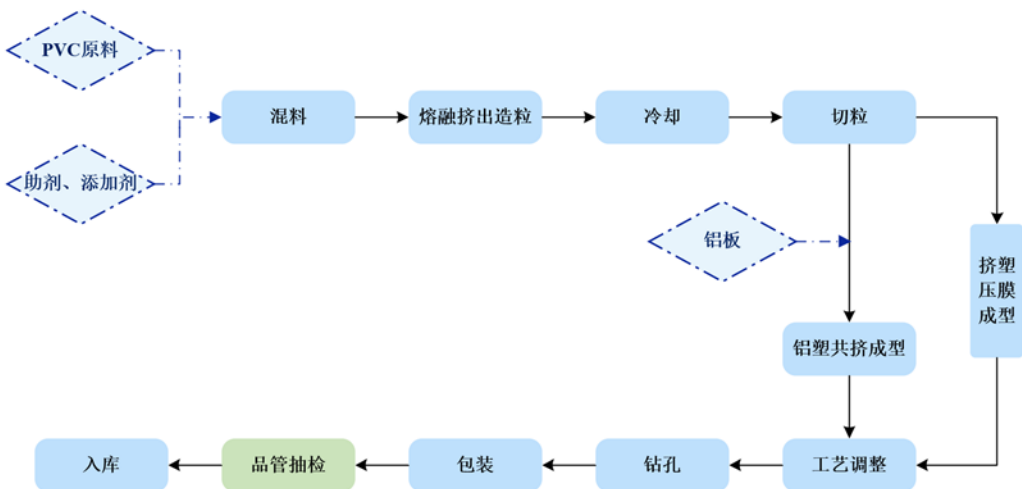 PVC原料
助剂、添加剂
混料
熔融挤出造粒
冷却
切粒
铝板
挤塑
压膜
成型
铝塑共挤成型
工艺调整
钻孔
包装
品管抽检
入库